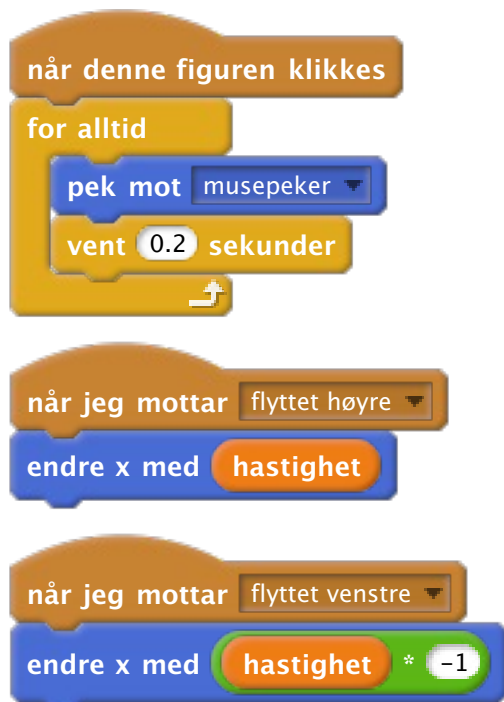 når denne figuren klikkes
for alltid
pek mot musepeker
vent 0.2 sekunder
når jeg mottar flyttet høyre
endre x med hastighet
når jeg mottar flyttet venstre
endre x med hastighet * -1